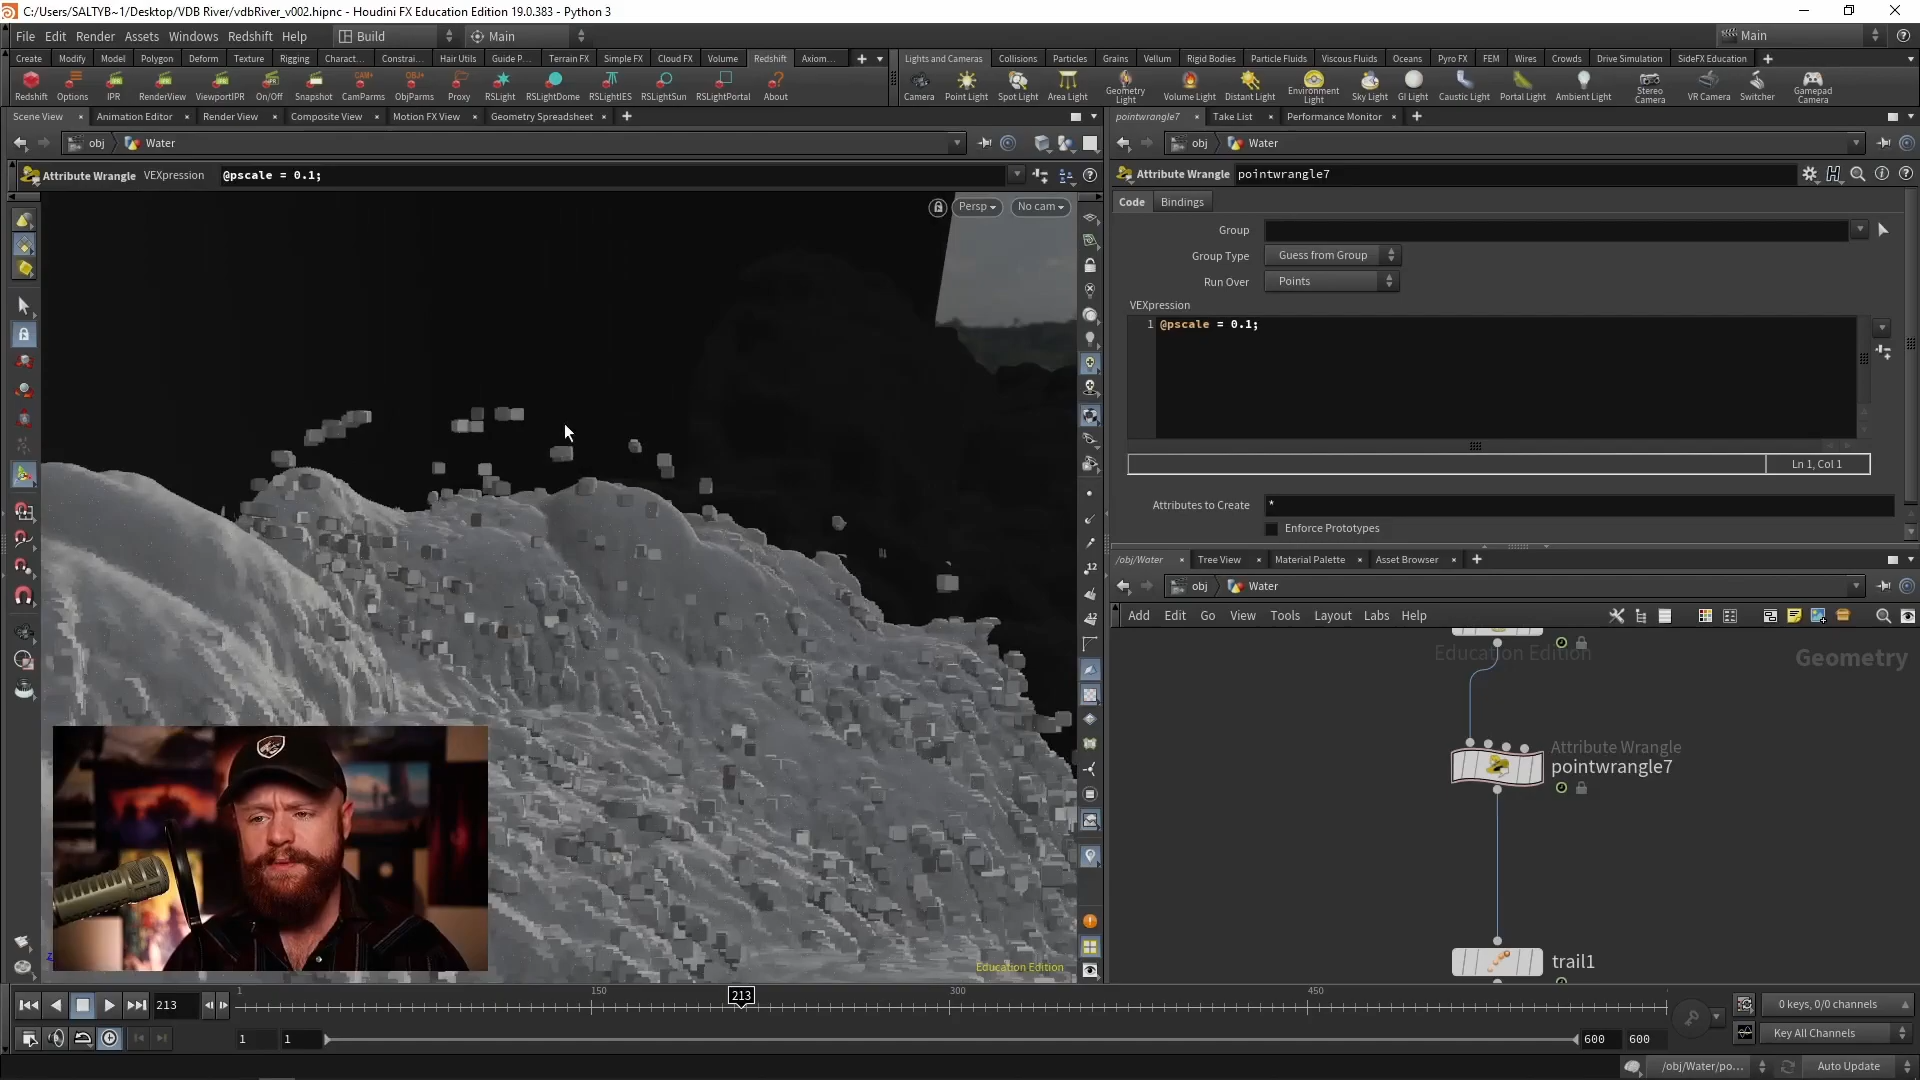 C:/Users/SALTYB~1/Desktop/VDB River/vdbRiver_v002.hipnc - Houdini FX Education Edition 19.0.383 - Python 3
File Edit Render Assets Windows Redshift Help Build Main Main
Create Modify Model Polygon Deform Texture Rigging Charact... Constrai... Hair Utils Guide P... Terrain FX Simple FX Cloud FX Volume Redshift Axiom...
Lights and Cameras Collisions Particles Grains Vellum Rigid Bodies Particle Fluids Viscous Fluids Oceans Pyro FX FEM Wires Crowds Drive Simulation SideFX Education
Redshift Options IPR RenderView ViewportIPR On/Off Snapshot CamParms ObjParms Proxy RSLight RSLightDome RSLightIES RSLightSun RSLightPortal About
Camera Point Light Spot Light Area Light Geometry Light Volume Light Distant Light Environment Light Sky Light GI Light Caustic Light Portal Light Ambient Light Stereo Camera VR Camera Switcher Gamepad Camera
Scene View Animation Editor Render View Composite View Motion FX View Geometry Spreadsheet
pointwrangle7 Take List Performance Monitor
obj Water
obj Water
Attribute Wrangle VEXpression @pscale = 0.1;
Attribute Wrangle pointwrangle7
Code Bindings
Persp No cam
Group
Group Type Guess from Group
Run Over Points
VEXpression
1 @pscale = 0.1;
Ln 1, Col 1
Attributes to Create *
Enforce Prototypes
/obj/Water Tree View Material Palette Asset Browser
obj Water
Add Edit Go View Tools Layout Labs Help
Education Edition
Geometry
Attribute Wrangle
pointwrangle7
trail1
Education Edition
213 1 150 213 300 450
0 keys, 0/0 channels
1 1 600 600
Key All Channels
/obj/Water/po... Auto Update